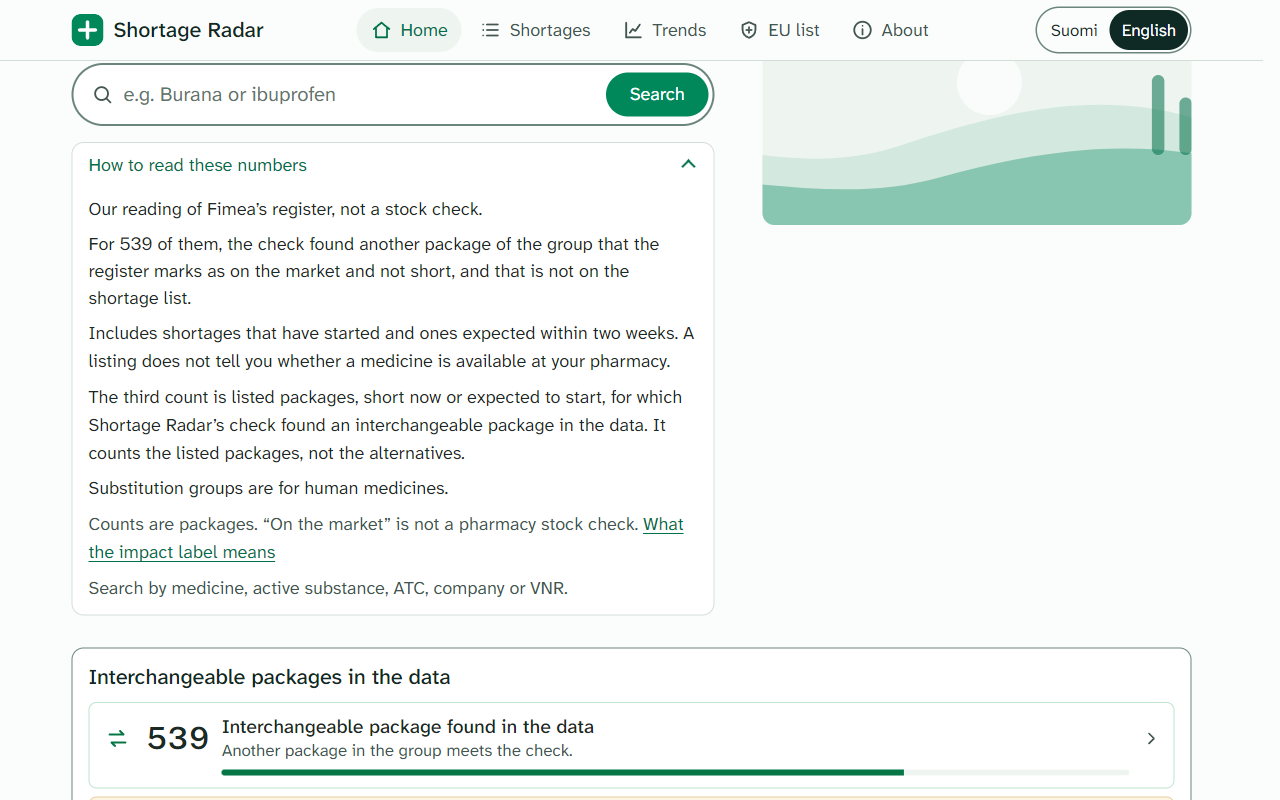 Shortage Radar
Home
Shortages
Trends
EU list
About
Suomi
English
e.g. Burana or ibuprofen
Search
How to read these numbers
Our reading of Fimea’s register, not a stock check.
For 539 of them, the check found another package of the group that the
register marks as on the market and not short, and that is not on the
shortage list.
Includes shortages that have started and ones expected within two weeks. A
listing does not tell you whether a medicine is available at your pharmacy.
The third count is listed packages, short now or expected to start, for which
Shortage Radar’s check found an interchangeable package in the data. It
counts the listed packages, not the alternatives.
Substitution groups are for human medicines.
Counts are packages. “On the market” is not a pharmacy stock check. What
the impact label means
Search by medicine, active substance, ATC, company or VNR.
Interchangeable packages in the data
539
Interchangeable package found in the data
Another package in the group meets the check.